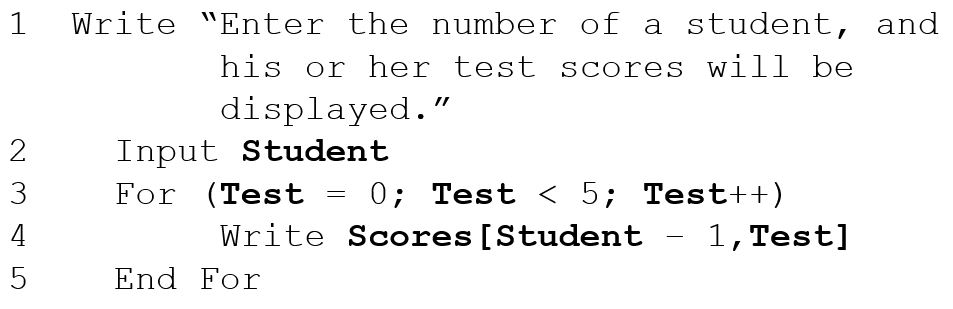 1 Write “Enter the number of a student, and
his or her test scores will be
displayed.”
2 Input Student
3 For (Test = 0; Test < 5; Test++)
4 Write Scores[Student – 1,Test]
5 End For